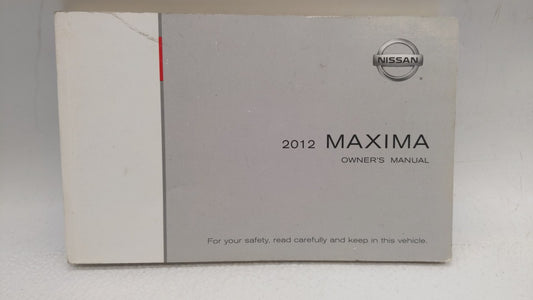 NISSAN
2012 MAXIMA
OWNER'S MANUAL
For your safety, read carefully and keep in this vehicle.